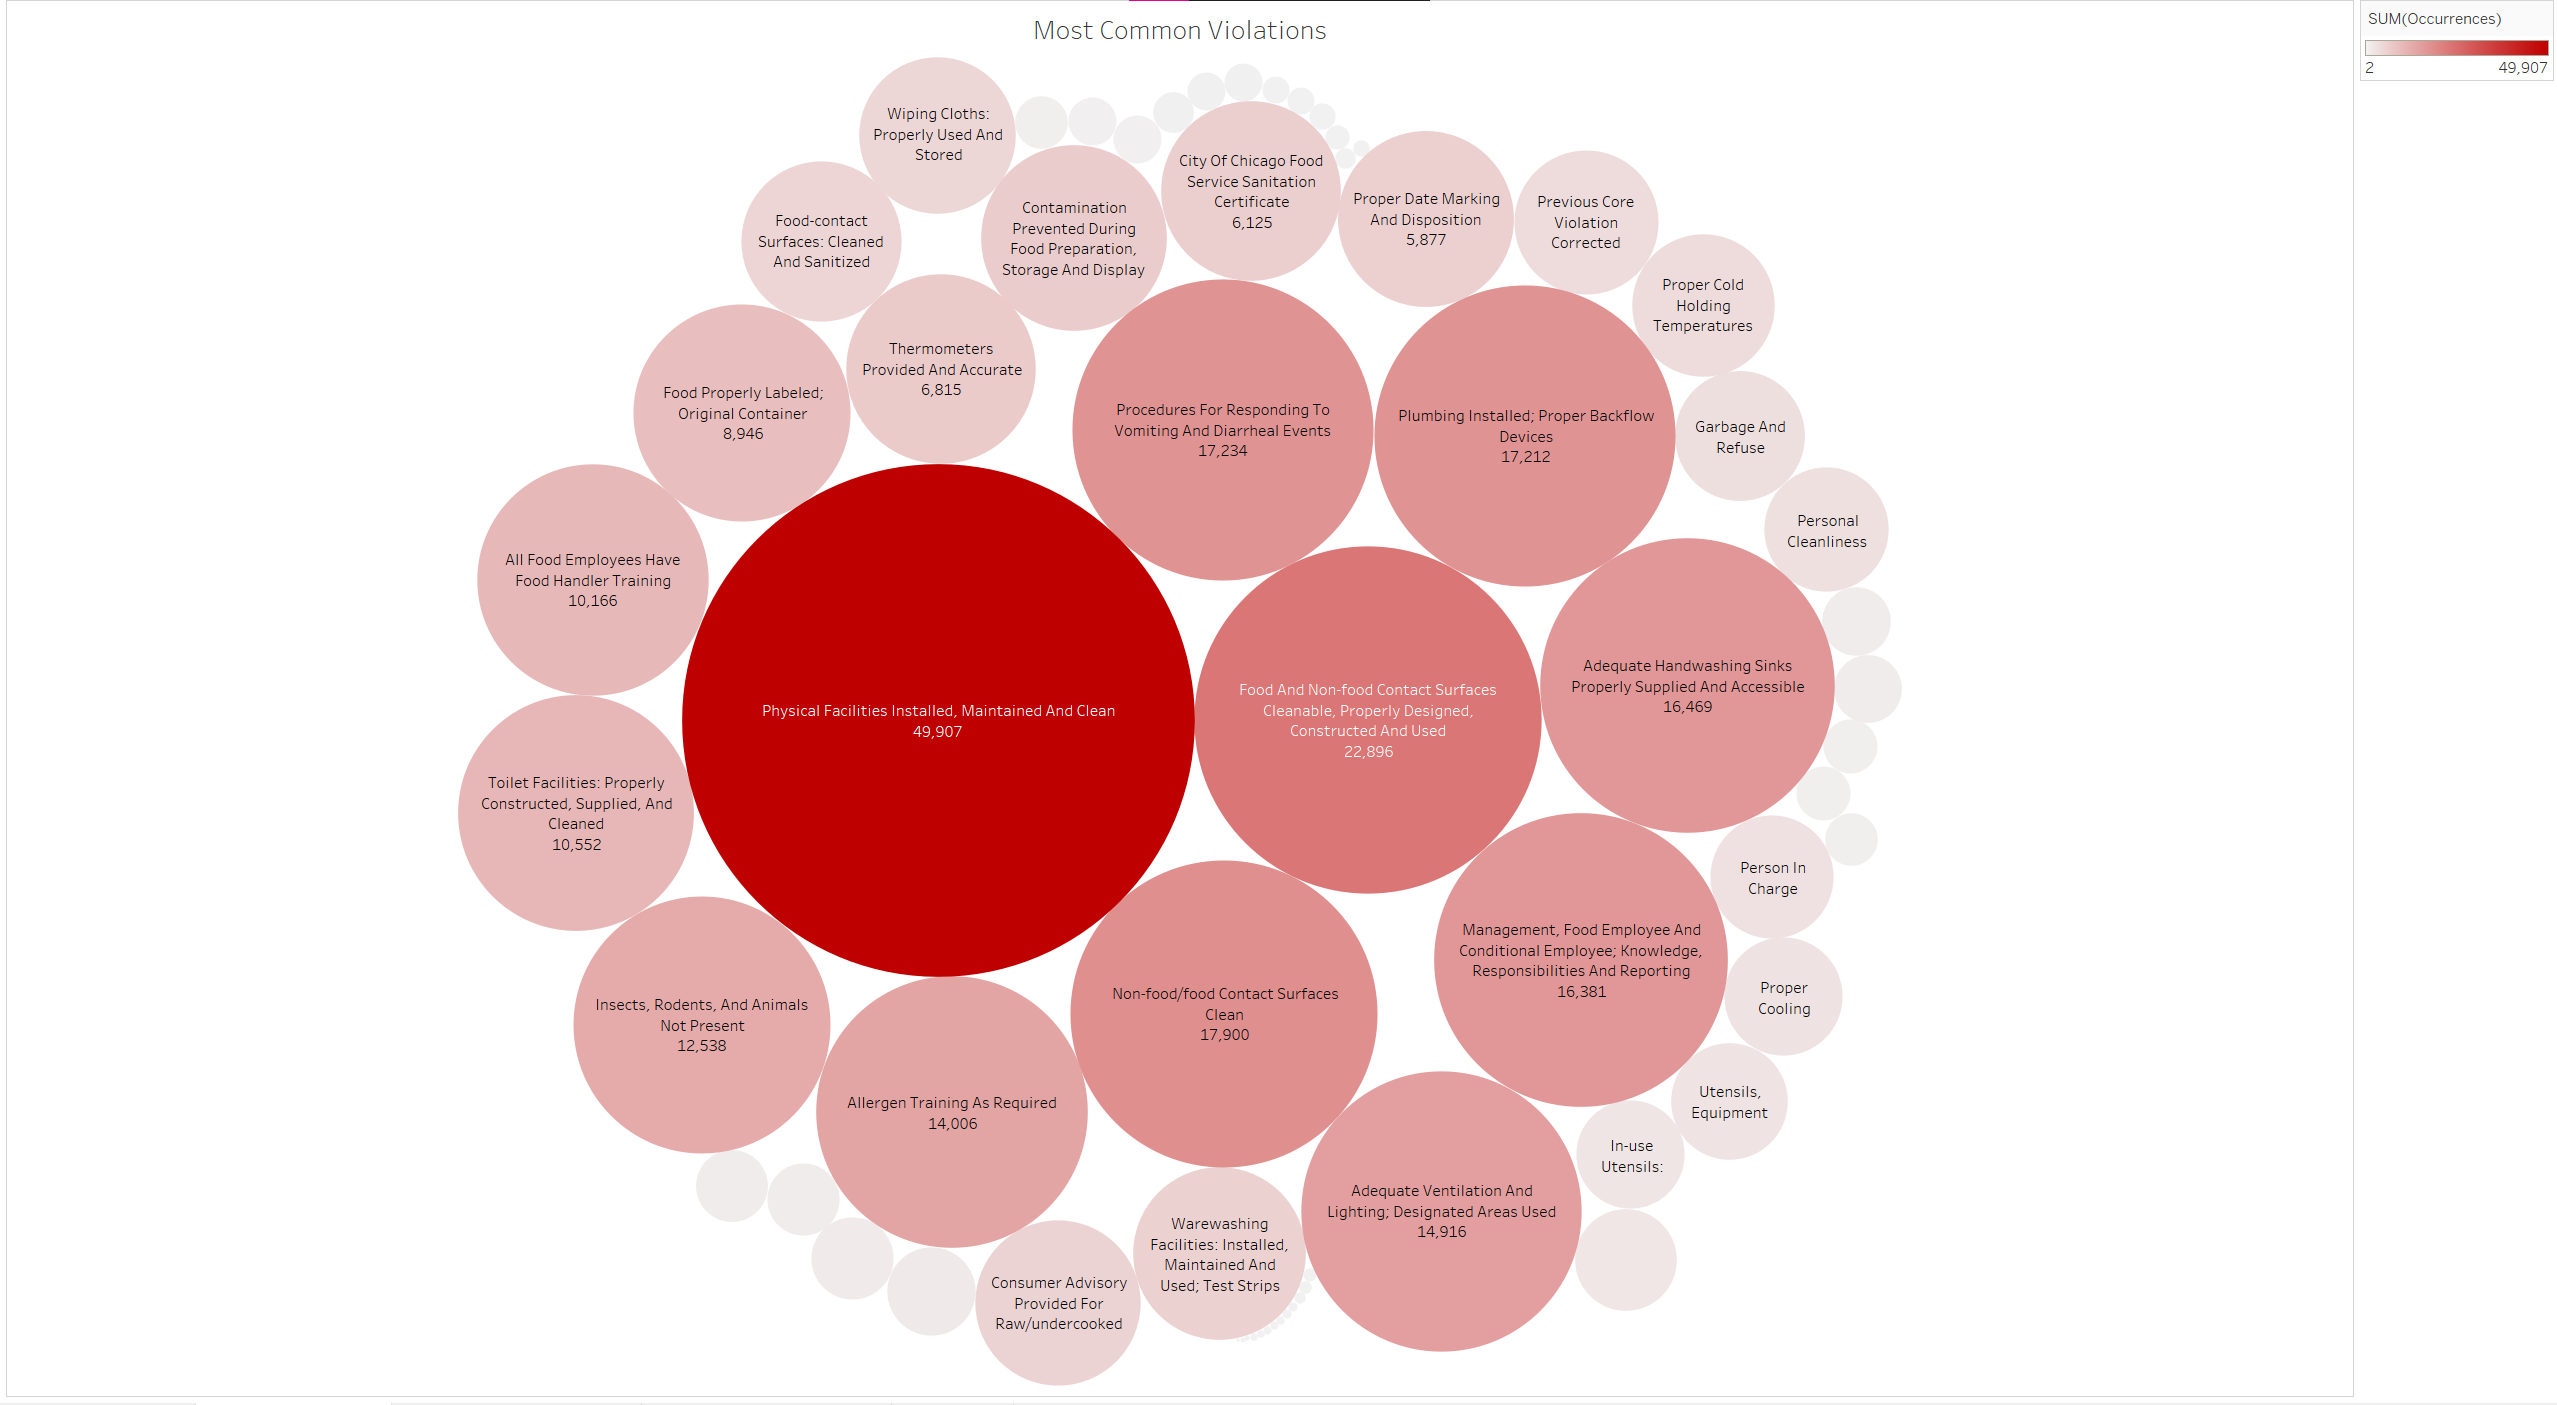 Most Common Violations
SUM(Occurrences)
2
49,907
Wiping Cloths:
Properly Used And
Stored
City Of Chicago Food
Service Sanitation
Certificate
6,125
Proper Date Marking
And Disposition
5,877
Previous Core
Violation
Corrected
Contamination
Prevented During
Food Preparation,
Storage And Display
Food-contact
Surfaces: Cleaned
And Sanitized
Proper Cold
Holding
Temperatures
Thermometers
Provided And Accurate
6,815
Food Properly Labeled;
Original Container
8,946
Procedures For Responding To
Vomiting And Diarrheal Events
17,234
Plumbing Installed; Proper Backflow
Devices
17,212
Garbage And
Refuse
Personal
Cleanliness
All Food Employees Have
Food Handler Training
10,166
Physical Facilities Installed, Maintained And Clean
49,907
Food And Non-food Contact Surfaces
Cleanable, Properly Designed,
Constructed And Used
22,896
Adequate Handwashing Sinks
Properly Supplied And Accessible
16,469
Toilet Facilities: Properly
Constructed, Supplied, And
Cleaned
10,552
Person In
Charge
Management, Food Employee And
Conditional Employee; Knowledge,
Responsibilities And Reporting
16,381
Insects, Rodents, And Animals
Not Present
12,538
Non-food/food Contact Surfaces
Clean
17,900
Proper
Cooling
Allergen Training As Required
14,006
Utensils,
Equipment
In-use
Utensils:
Adequate Ventilation And
Lighting; Designated Areas Used
14,916
Warewashing
Facilities: Installed,
Maintained And
Used; Test Strips
Consumer Advisory
Provided For
Raw/undercooked